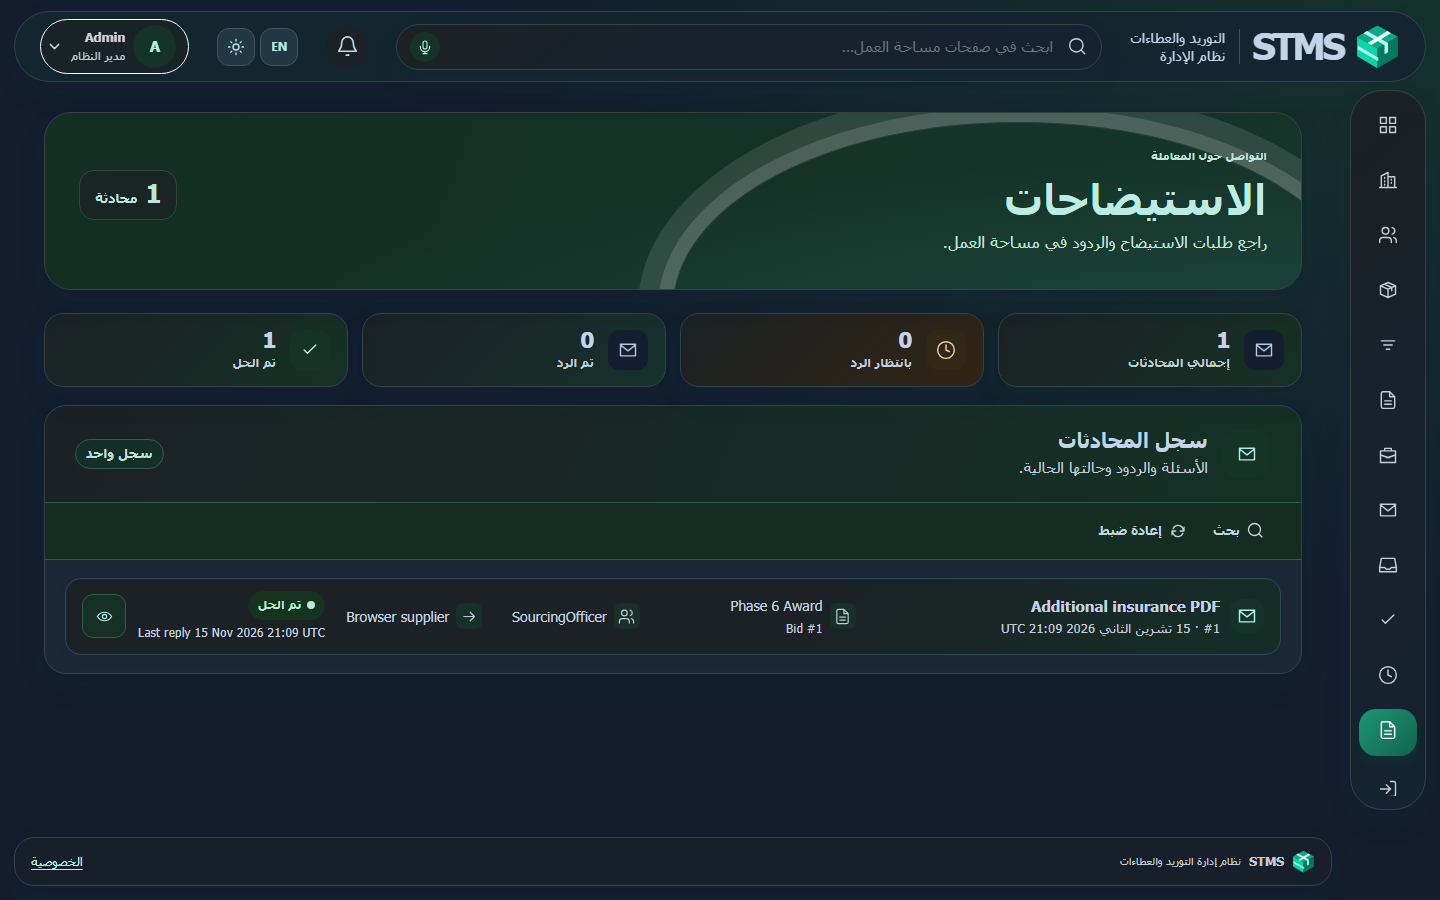 STMS
التوريد والعطاءات
نظام الإدارة
ابحث في صفحات مساحة العمل...
EN
A
Admin
مدير النظام
التواصل حول المعاملة
الاستيضاحات
راجع طلبات الاستيضاح والردود في مساحة العمل.
1 محادثة
1
إجمالي المحادثات
0
بانتظار الرد
0
تم الرد
1
تم الحل
سجل المحادثات
الأسئلة والردود وحالتها الحالية.
سجل واحد
بحث
إعادة ضبط
Additional insurance PDF
#1 · 15 تشرين الثاني 2026 21:09 UTC
Phase 6 Award
Bid #1
SourcingOfficer
Browser supplier
تم الحل
Last reply 15 Nov 2026 21:09 UTC
STMS نظام إدارة التوريد والعطاءات
الخصوصية